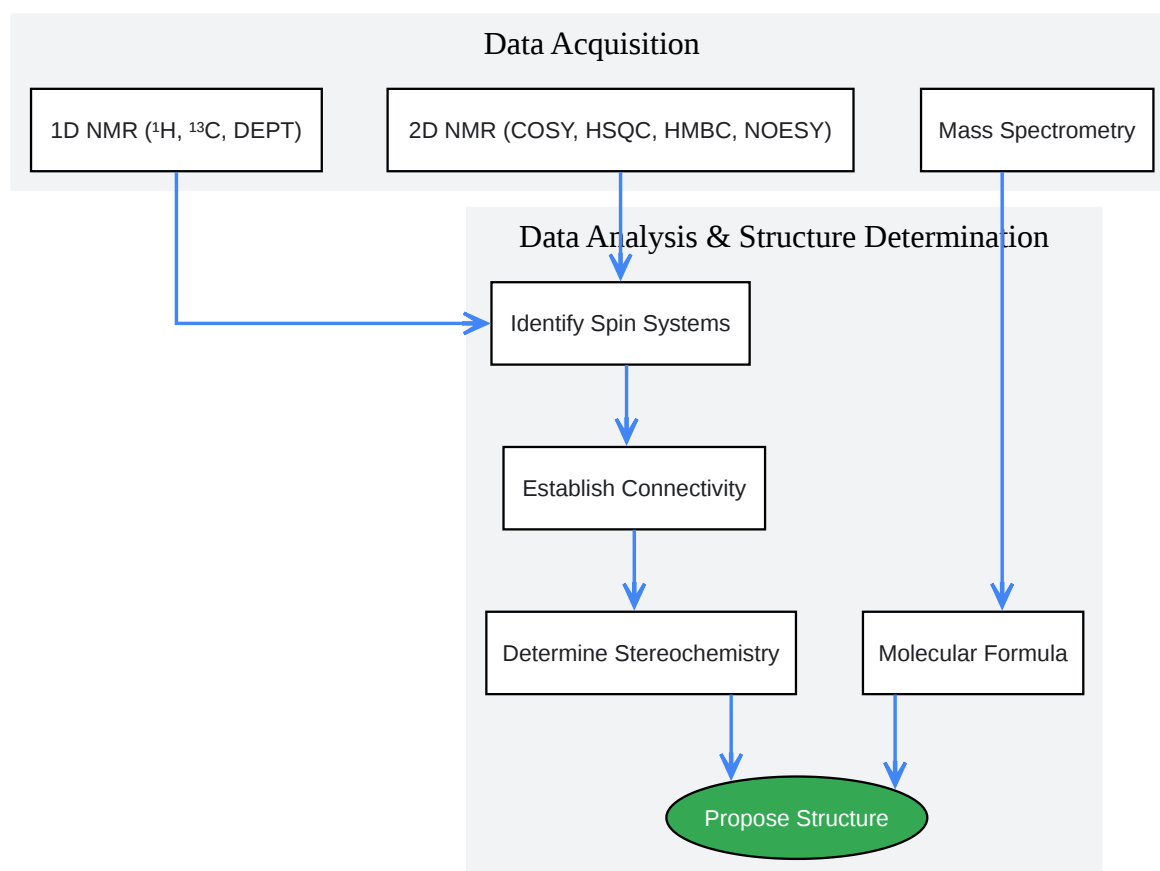 Data Acquisition
1D NMR (¹H, ¹³C, DEPT)
2D NMR (COSY, HSQC, HMBC, NOESY)
Mass Spectrometry
Data Analysis & Structure Determination
Identify Spin Systems
Establish Connectivity
Determine Stereochemistry
Molecular Formula
Propose Structure